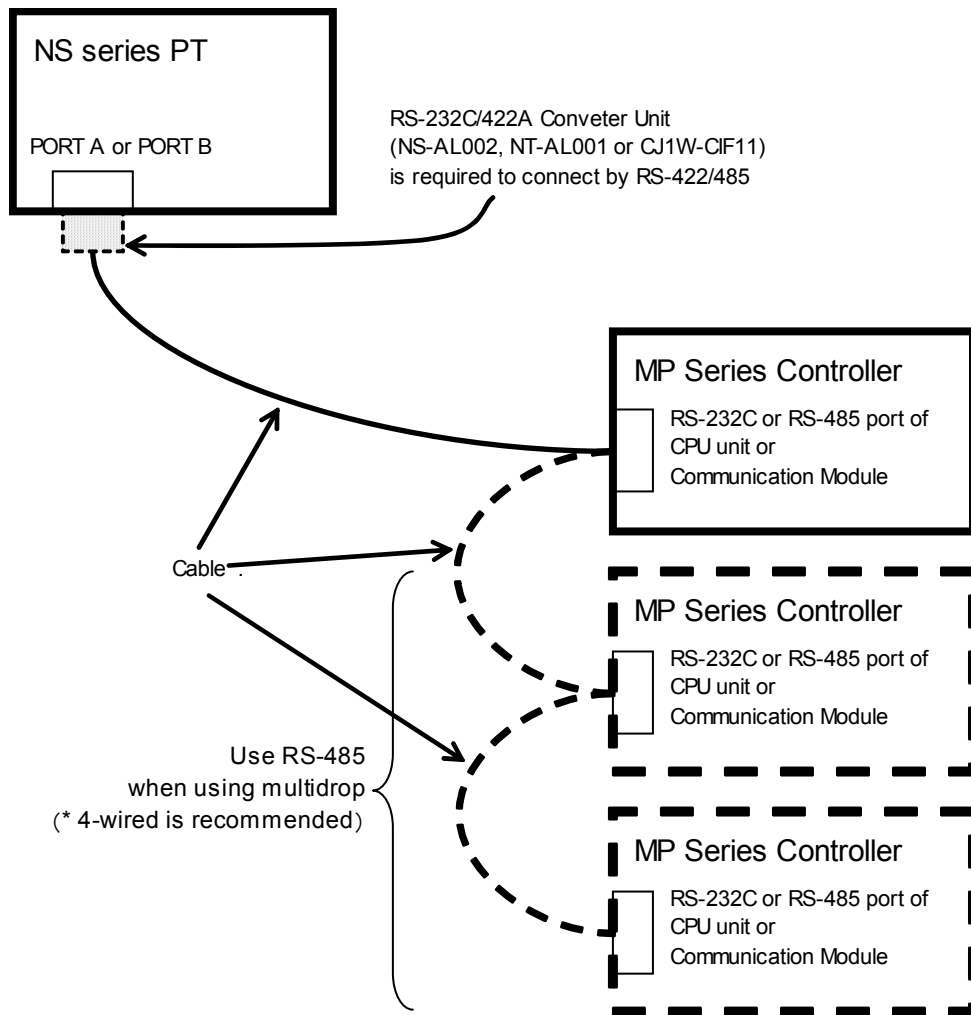 NS series PT
PORT A or PORT B
RS-232C/422A Conveter Unit
(NS-AL002, NT-AL001 or CJ1W-CIF11)
is required to connect by RS-422/485
MP Series Controller
RS-232C or RS-485 port of
CPU unit or
Communication Module
Cable .
MP Series Controller
RS-232C or RS-485 port of
CPU unit or
Communication Module
Use RS-485
when using multidrop
(* 4-wired is recommended)
MP Series Controller
RS-232C or RS-485 port of
CPU unit or
Communication Module